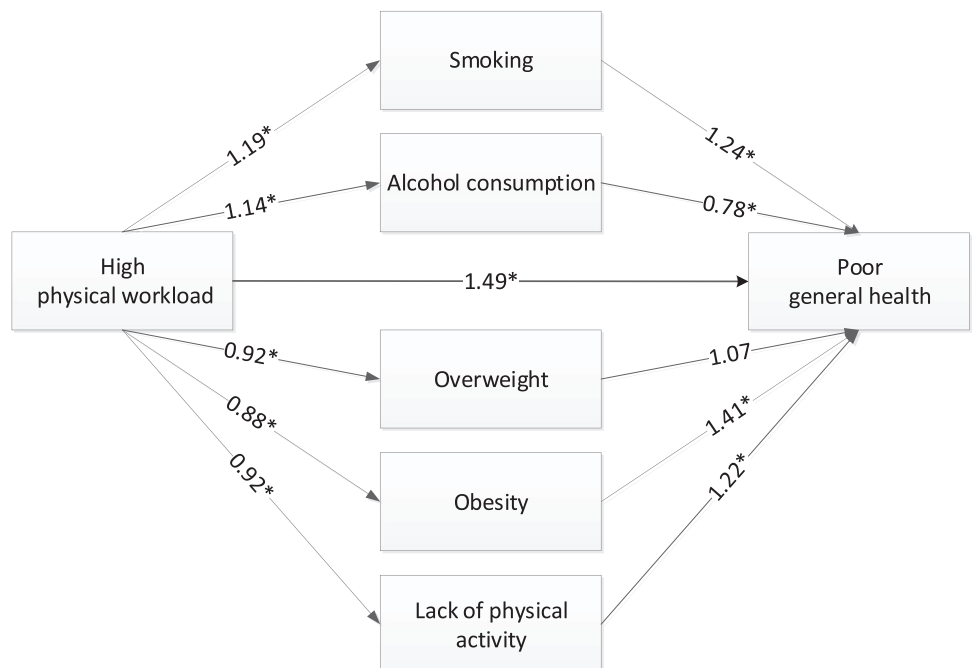 Smoking
1.19*
1.24*
Alcohol consumption
1.14*
0.78*
High
physical workload
1.49*
Poor
general health
0.92*
Overweight
1.07
0.88*
Obesity
1.41*
0.92*
Lack of physical
activity
1.22*